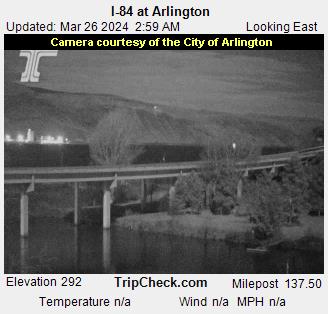 I-84 at Arlington
Updated: Mar 26 2024 2:59 AM Looking East
Camera courtesy of the City of Arlington
Elevation 292 TripCheck.com Milepost 137.50
Temperature n/a Wind n/a MPH n/a